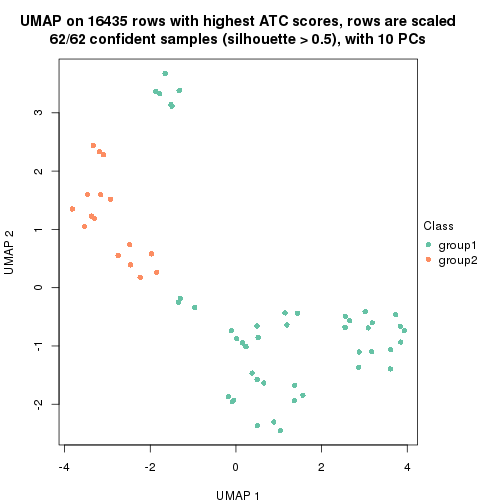 UMAP on 16435 rows with highest ATC scores, rows are scaled
62/62 confident samples (silhouette > 0.5), with 10 PCs
3
2
1
0
-1
-2
UMAP 2
-4
-2
0
2
4
UMAP 1
Class
group1
group2